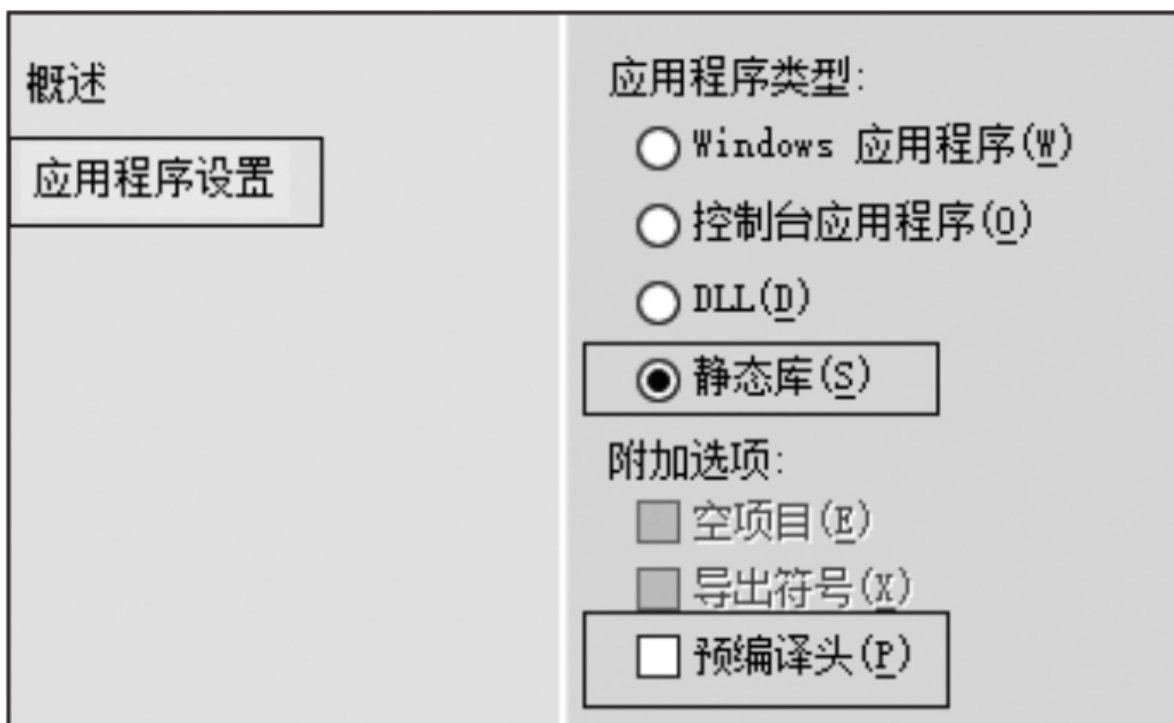 概述
应用程序设置
应用程序类型:
Windows 应用程序(W)
控制台应用程序(O)
DLL(D)
静态库(S)
附加选项:
空项目(E)
导出符号(X)
预编译头(P)